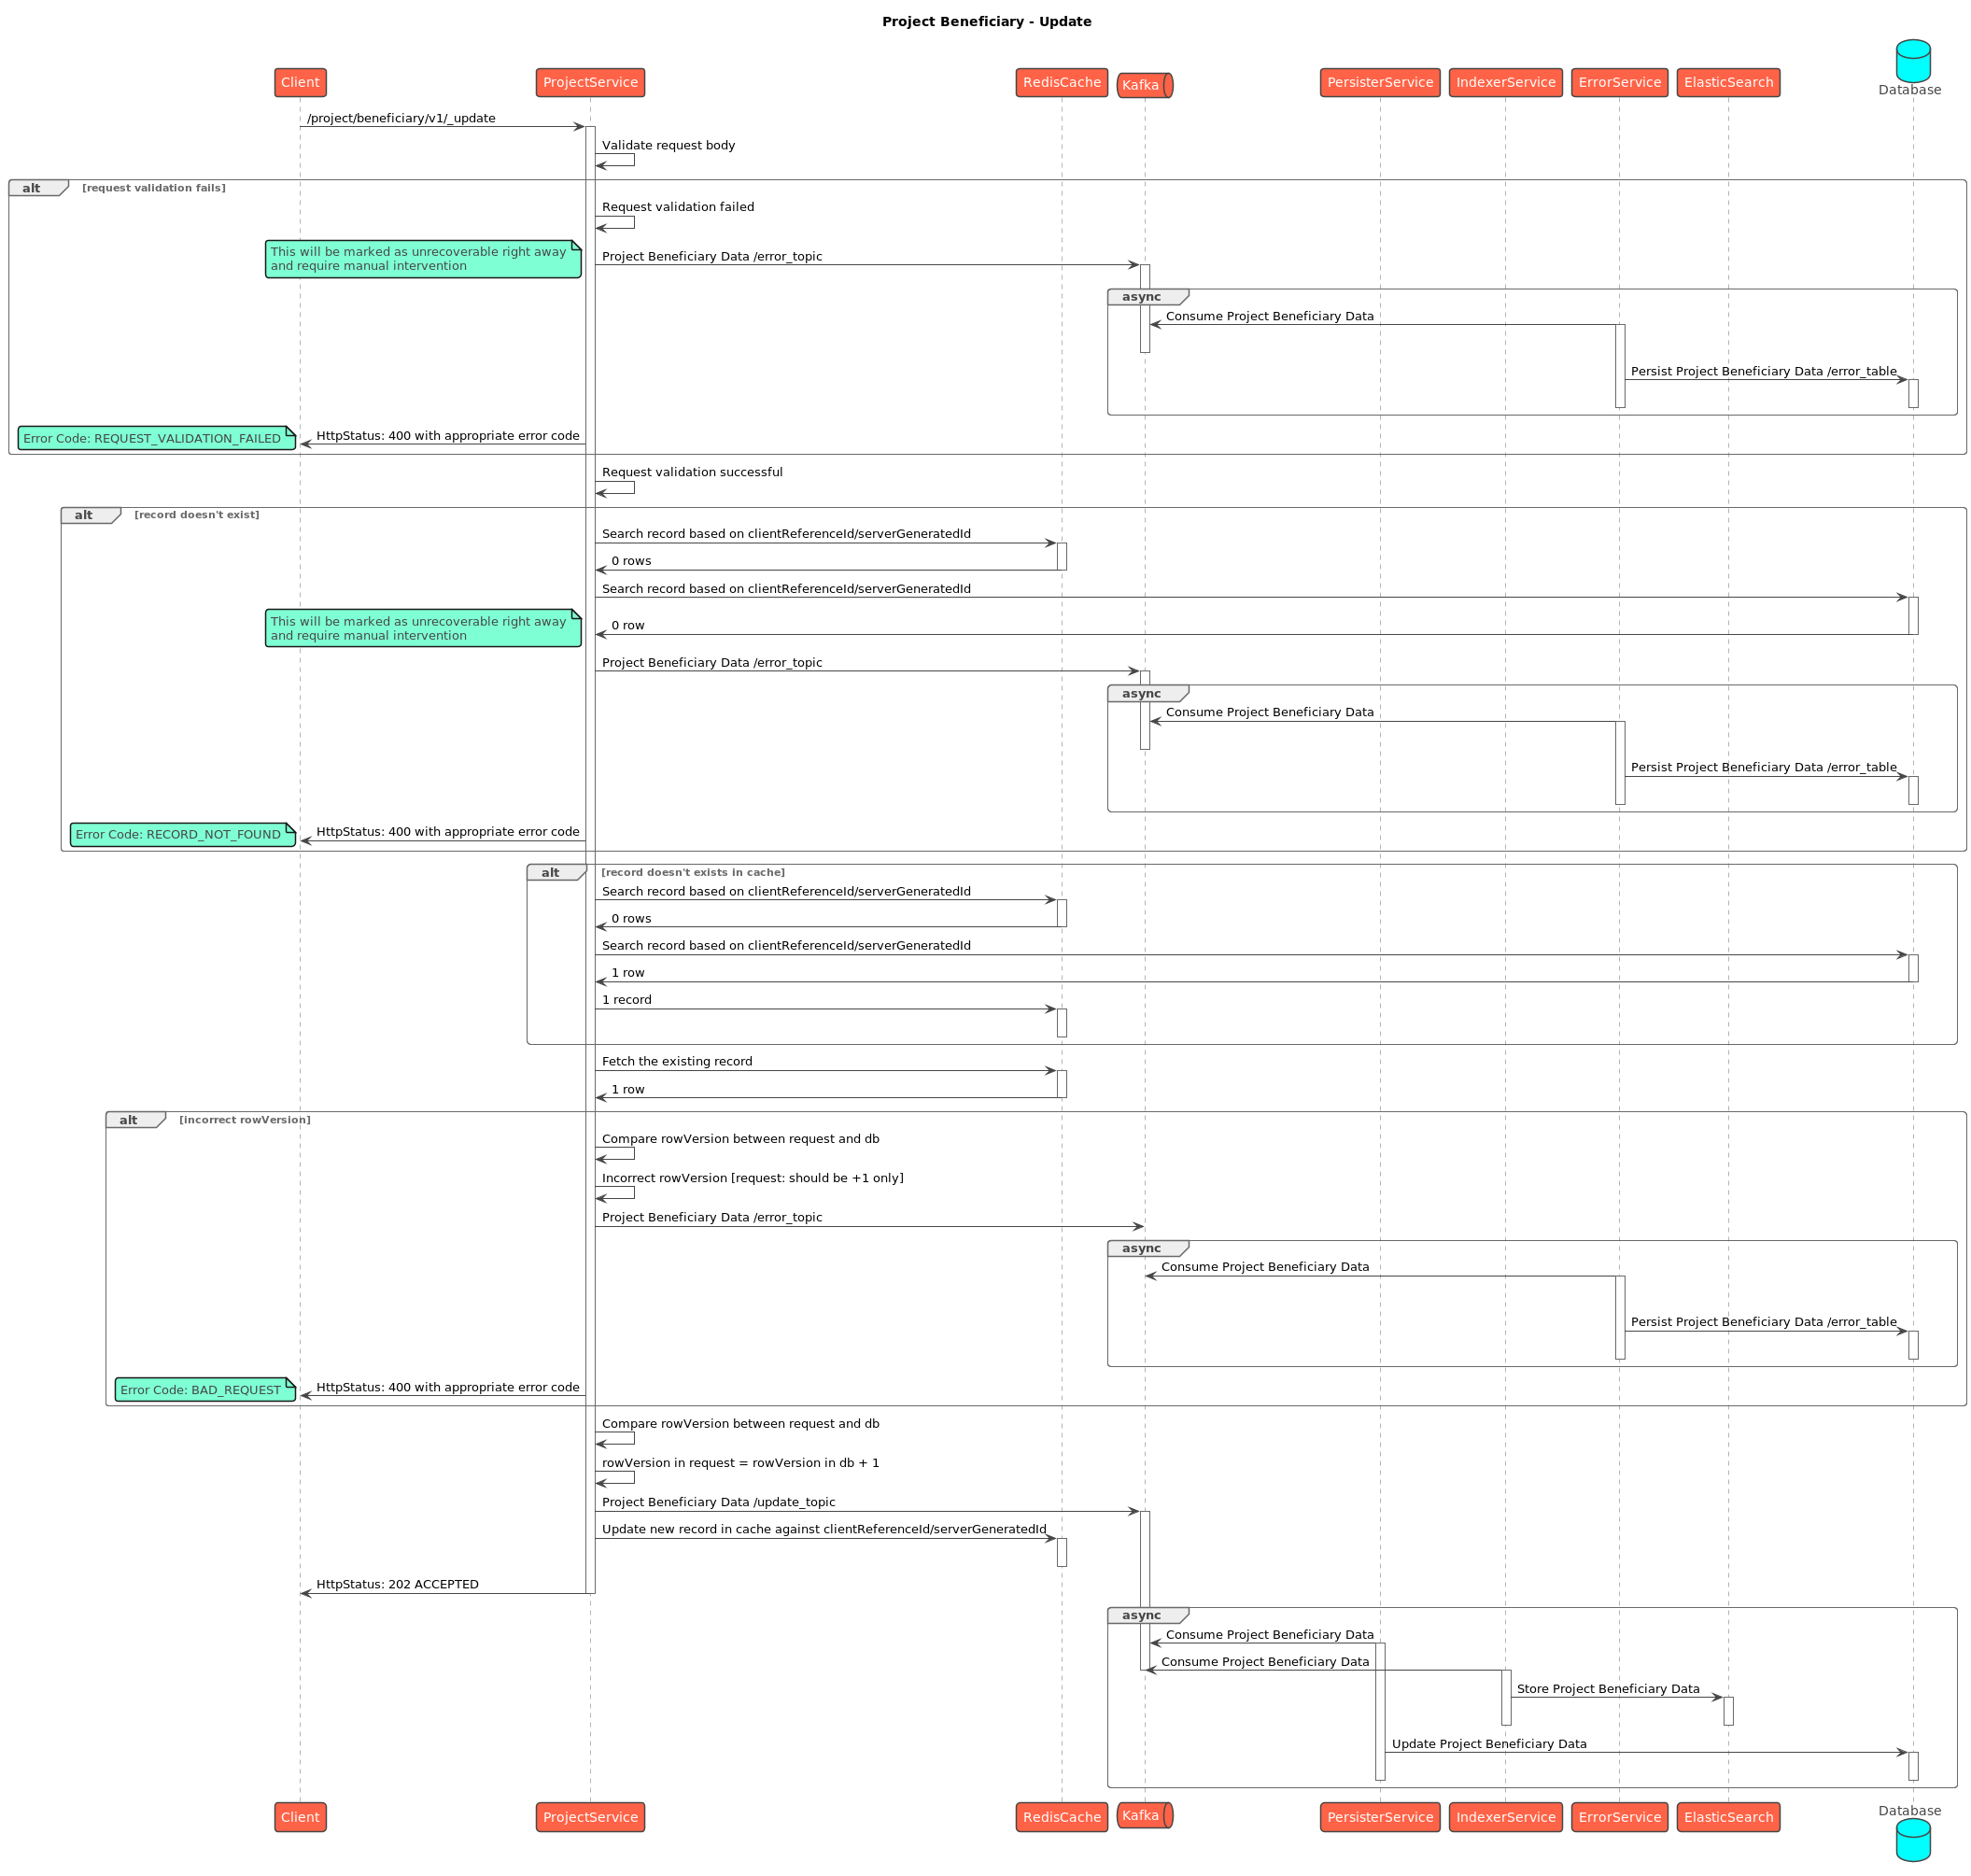 Project Beneficiary - Update
Client
ProjectService
RedisCache
Kafka
PersisterService
IndexerService
ErrorService
ElasticSearch
Database
/project/beneficiary/v1/_update
Validate request body
alt
[request validation fails]
Request validation failed
This will be marked as unrecoverable right away
and require manual intervention
Project Beneficiary Data /error_topic
async
Consume Project Beneficiary Data
Persist Project Beneficiary Data /error_table
Error Code: REQUEST_VALIDATION_FAILED
HttpStatus: 400 with appropriate error code
Request validation successful
alt
[record doesn't exist]
Search record based on clientReferenceId/serverGeneratedId
0 rows
Search record based on clientReferenceId/serverGeneratedId
This will be marked as unrecoverable right away
and require manual intervention
0 row
Project Beneficiary Data /error_topic
async
Consume Project Beneficiary Data
Persist Project Beneficiary Data /error_table
Error Code: RECORD_NOT_FOUND
HttpStatus: 400 with appropriate error code
alt
[record doesn't exists in cache]
Search record based on clientReferenceId/serverGeneratedId
0 rows
Search record based on clientReferenceId/serverGeneratedId
1 row
1 record
Fetch the existing record
1 row
alt
[incorrect rowVersion]
Compare rowVersion between request and db
Incorrect rowVersion [request: should be +1 only]
Project Beneficiary Data /error_topic
async
Consume Project Beneficiary Data
Persist Project Beneficiary Data /error_table
Error Code: BAD_REQUEST
HttpStatus: 400 with appropriate error code
Compare rowVersion between request and db
rowVersion in request = rowVersion in db + 1
Project Beneficiary Data /update_topic
Update new record in cache against clientReferenceId/serverGeneratedId
HttpStatus: 202 ACCEPTED
async
Consume Project Beneficiary Data
Consume Project Beneficiary Data
Store Project Beneficiary Data
Update Project Beneficiary Data
Client
ProjectService
RedisCache
Kafka
PersisterService
IndexerService
ErrorService
ElasticSearch
Database